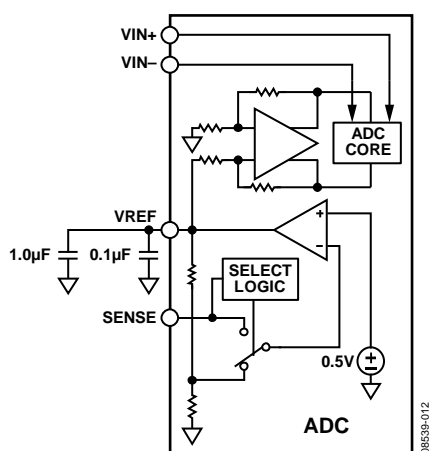 VIN+
VIN–
ADC
CORE
VREF
+
–
1.0µF
0.1µF
SELECT
LOGIC
SENSE
0.5V
ADC
08539-012